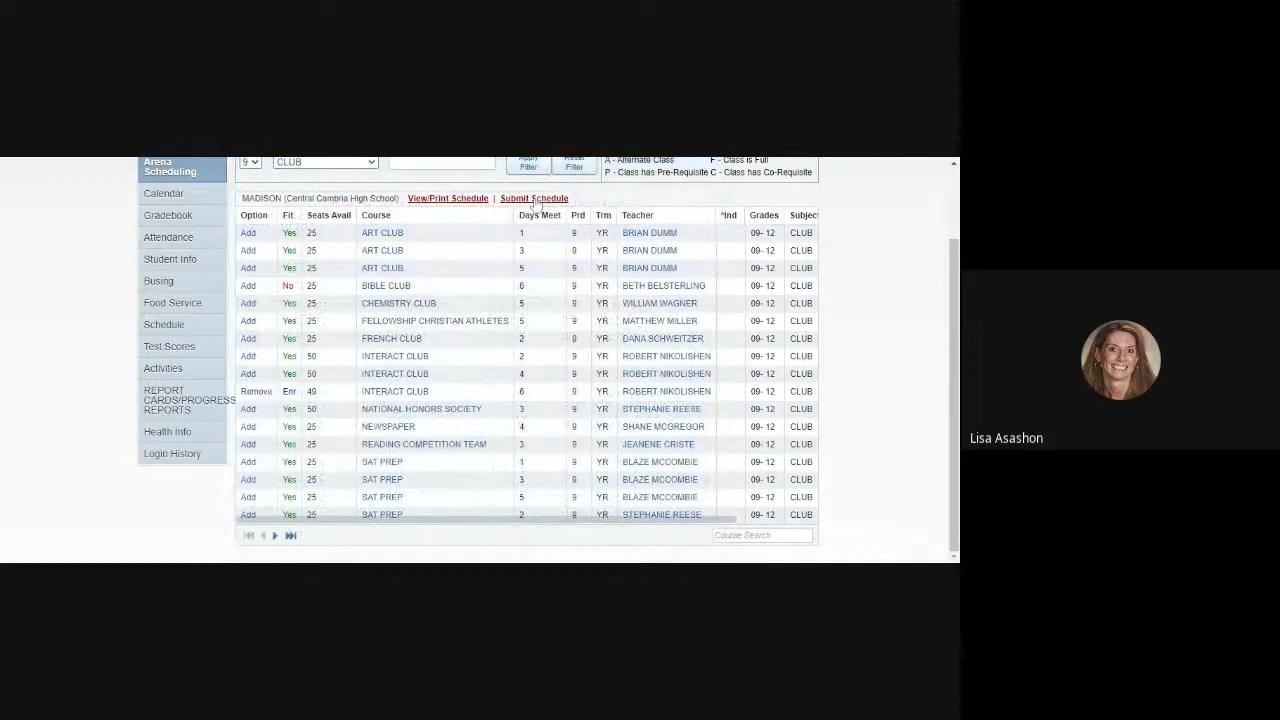 Arena
Scheduling
Calendar
Gradebook
Attendance
Student Info
Busing
Food Service
Schedule
Test Scores
Activities
REPORT
CARDS/PROGRESS
REPORTS
Health Info
Login History
9 CLUB Apply Filter Reset Filter
A - Alternate Class F - Class is Full
P - Class has Pre-Requisite C - Class has Co-Requisite
MADISON (Central Cambria High School) View/Print Schedule | Submit Schedule
Option Fit Seats Avail Course Days Meet Prd Trm Teacher *Ind Grades Subject
Add Yes 25 ART CLUB 1 9 YR BRIAN DUMM 09- 12 CLUB
Add Yes 25 ART CLUB 3 9 YR BRIAN DUMM 09- 12 CLUB
Add Yes 25 ART CLUB 5 9 YR BRIAN DUMM 09- 12 CLUB
Add No 25 BIBLE CLUB 6 9 YR BETH BELSTERLING 09- 12 CLUB
Add Yes 25 CHEMISTRY CLUB 5 9 YR WILLIAM WAGNER 09- 12 CLUB
Add Yes 25 FELLOWSHIP CHRISTIAN ATHLETES 5 9 YR MATTHEW MILLER 09- 12 CLUB
Add Yes 25 FRENCH CLUB 2 9 YR DANA SCHWEITZER 09- 12 CLUB
Add Yes 50 INTERACT CLUB 2 9 YR ROBERT NIKOLISHEN 09- 12 CLUB
Add Yes 50 INTERACT CLUB 4 9 YR ROBERT NIKOLISHEN 09- 12 CLUB
Remove Enr 49 INTERACT CLUB 6 9 YR ROBERT NIKOLISHEN 09- 12 CLUB
Add Yes 50 NATIONAL HONORS SOCIETY 3 9 YR STEPHANIE REESE 09- 12 CLUB
Add Yes 25 NEWSPAPER 4 9 YR SHANE MCGREGOR 09- 12 CLUB
Add Yes 25 READING COMPETITION TEAM 3 9 YR JEANENE CRISTE 09- 12 CLUB
Add Yes 25 SAT PREP 1 9 YR BLAZE MCCOMBIE 09- 12 CLUB
Add Yes 25 SAT PREP 3 9 YR BLAZE MCCOMBIE 09- 12 CLUB
Add Yes 25 SAT PREP 5 9 YR BLAZE MCCOMBIE 09- 12 CLUB
Add Yes 25 SAT PREP 2 9 YR STEPHANIE REESE 09- 12 CLUB
Course Search
Lisa Asashon